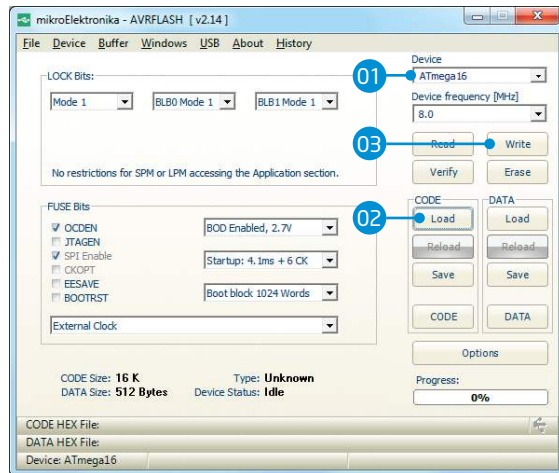 mikroElektronika - AVRFLASH [ v2.14 ]
File Device Buffer Windows USB About History
LOCK Bits:
Mode 1
BLB0 Mode 1
BLB1 Mode 1
No restrictions for SPM or LPM accessing the Application section.
FUSE Bits
OCDEN
JTAGEN
SPI Enable
CKOPT
EESAVE
BOOTRST
BOD Enabled, 2.7V
Startup: 4.1ms + 6 CK
Boot block 1024 Words
External Clock
CODE Size: 16 K
DATA Size: 512 Bytes
Type: Unknown
Device Status: Idle
01
Device
ATmega16
Device frequency [MHz]
8.0
03
Read
Write
Verify
Erase
02
CODE
Load
Reload
Save
CODE
DATA
Load
Reload
Save
DATA
Options
Progress:
0%
CODE HEX File:
DATA HEX File:
Device: ATmega16